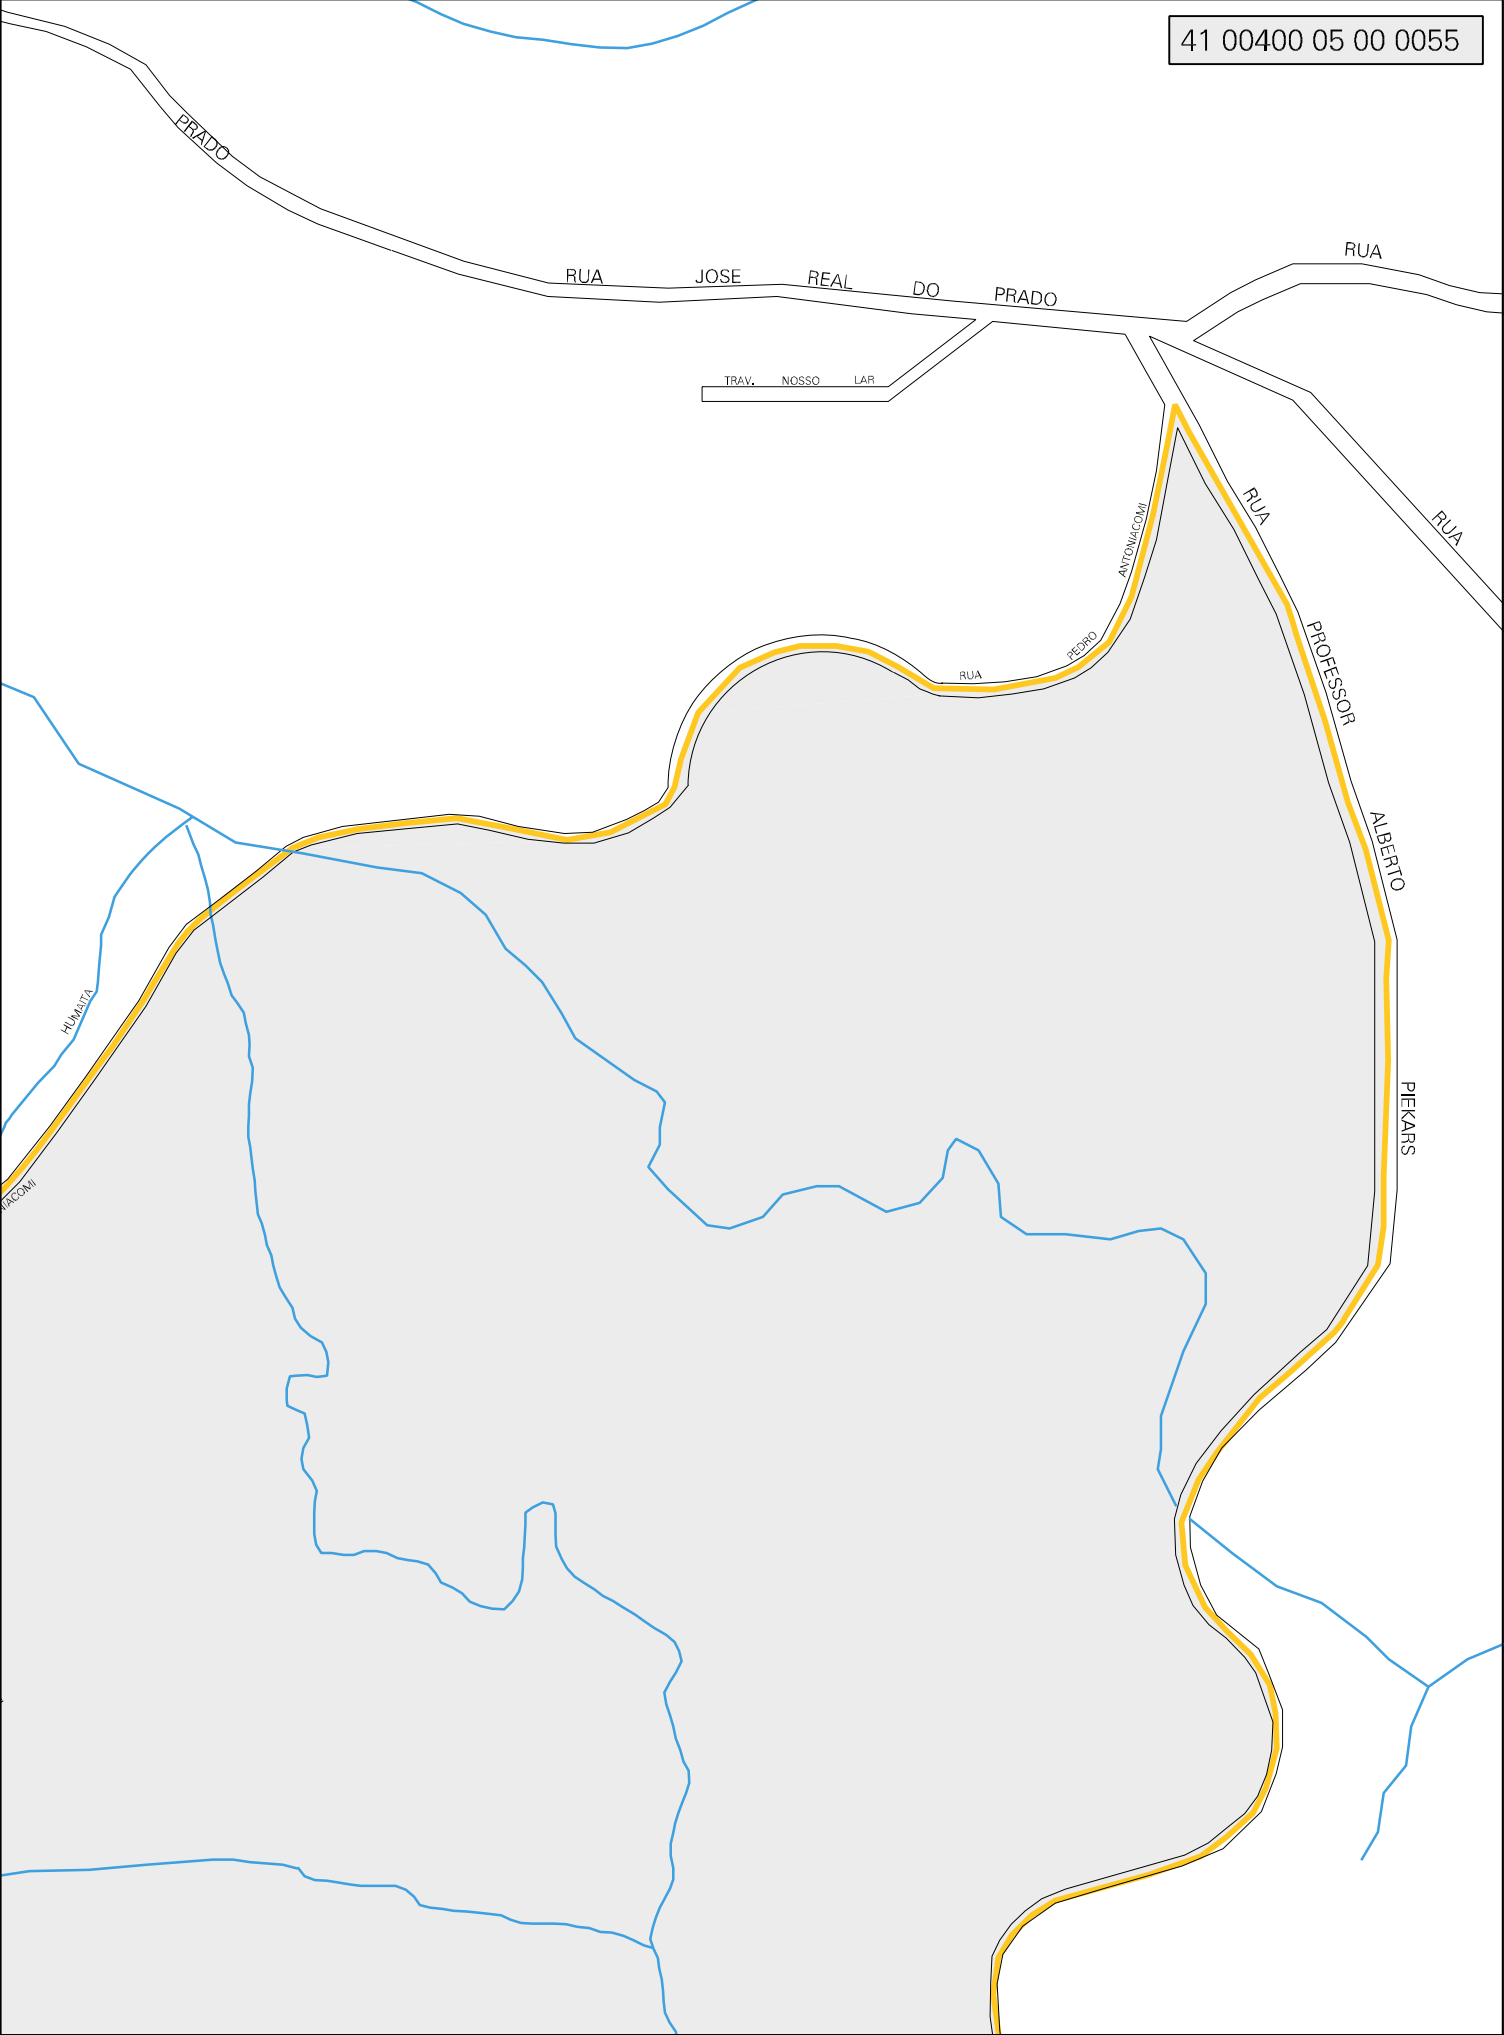 41 00400 05 00 0055
PRADO
RUA JOSE REAL DO PRADO
RUA
TRAV. NOSSO LAR
RUA
RUA PROFESSOR ALBERTO PIEKARS
RUA PEDRO ANTONIACOMI
HUMAITA
IACOMI